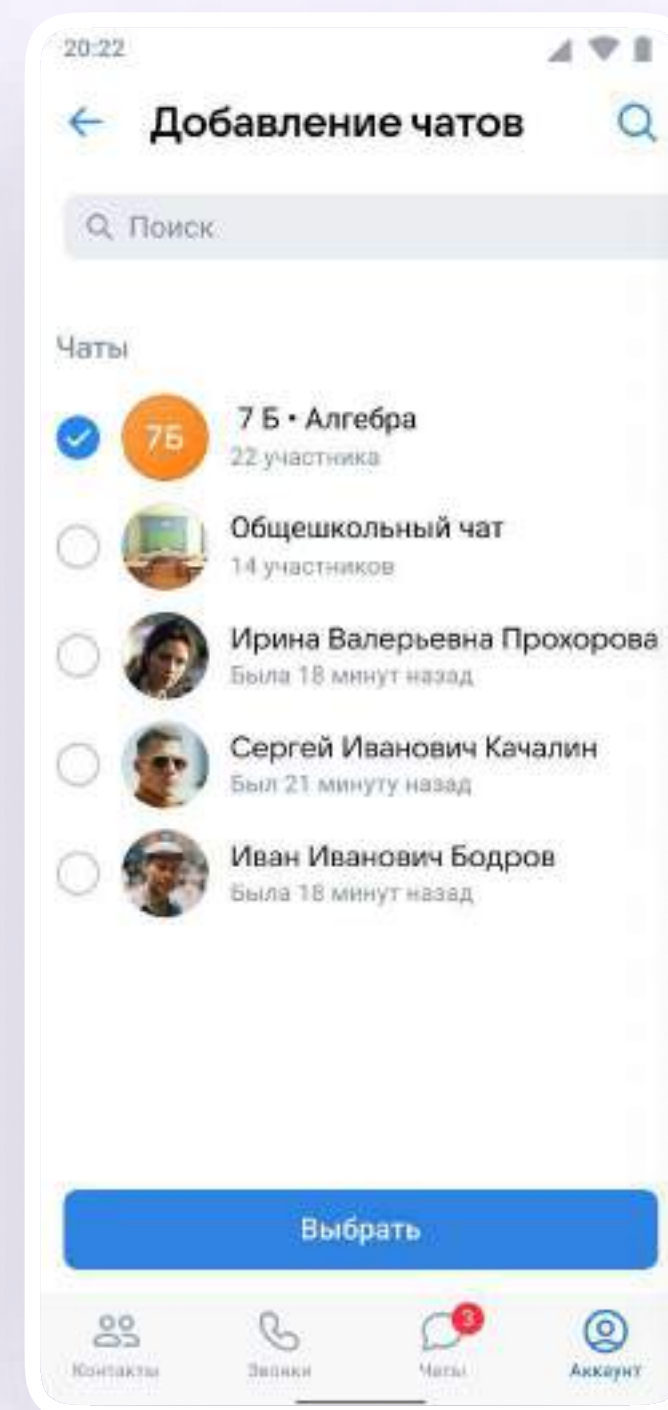 20:22
Добавление чатов
Поиск
Чаты
7Б
7 Б • Алгебра
22 участника
Общешкольный чат
14 участников
Ирина Валерьевна Прохорова
Была 18 минут назад
Сергей Иванович Качалин
Был 21 минуту назад
Иван Иванович Бодров
Была 18 минут назад
Выбрать
3
Контакты Звонки Чаты Аккаунт